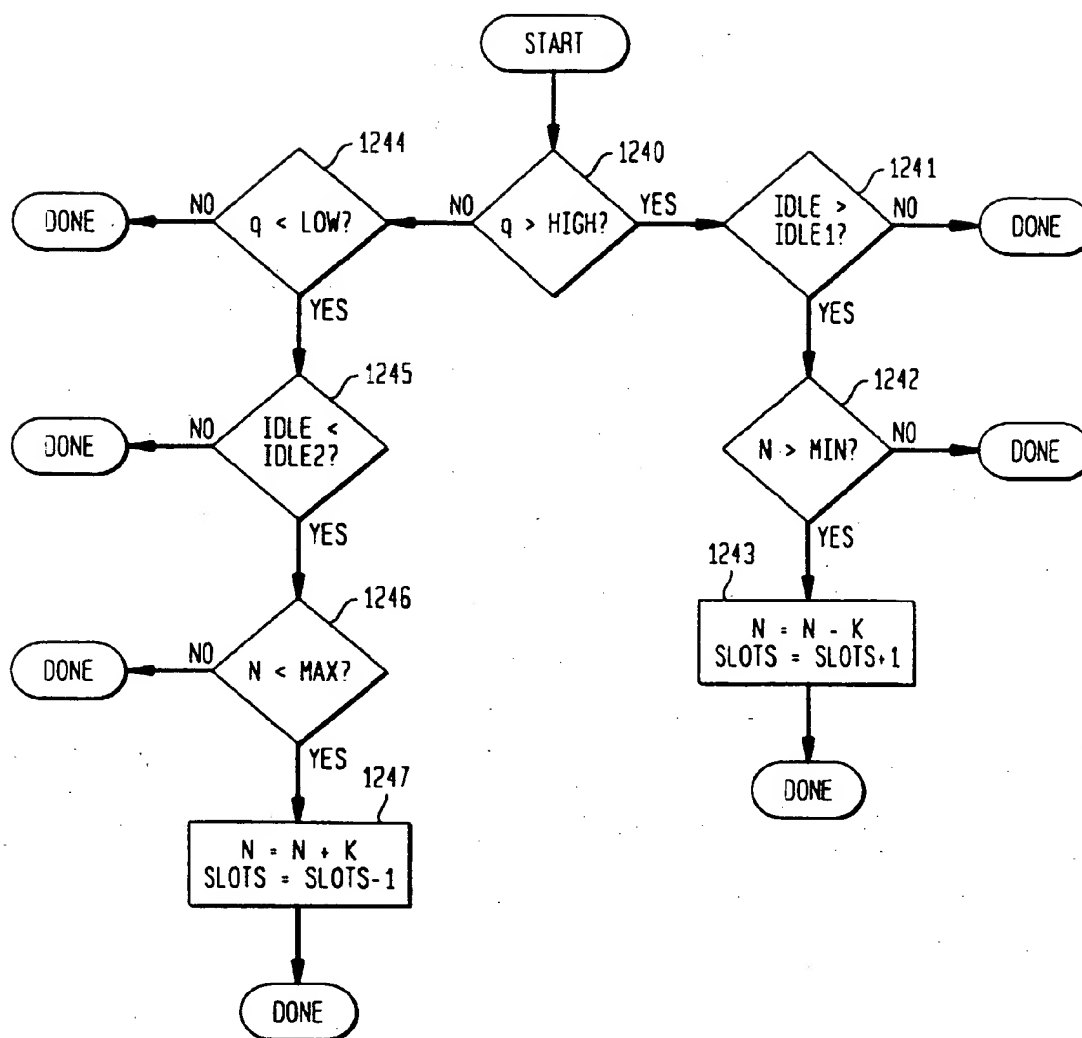 START
1244
1240
1241
DONE
NO
q < LOW?
NO
q > HIGH?
YES
IDLE >
IDLE1?
NO
DONE
YES
YES
1245
1242
DONE
NO
IDLE <
IDLE2?
N > MIN?
NO
DONE
YES
YES
1246
1243
DONE
NO
N < MAX?
N = N - K
SLOTS = SLOTS+1
YES
1247
DONE
N = N + K
SLOTS = SLOTS-1
DONE